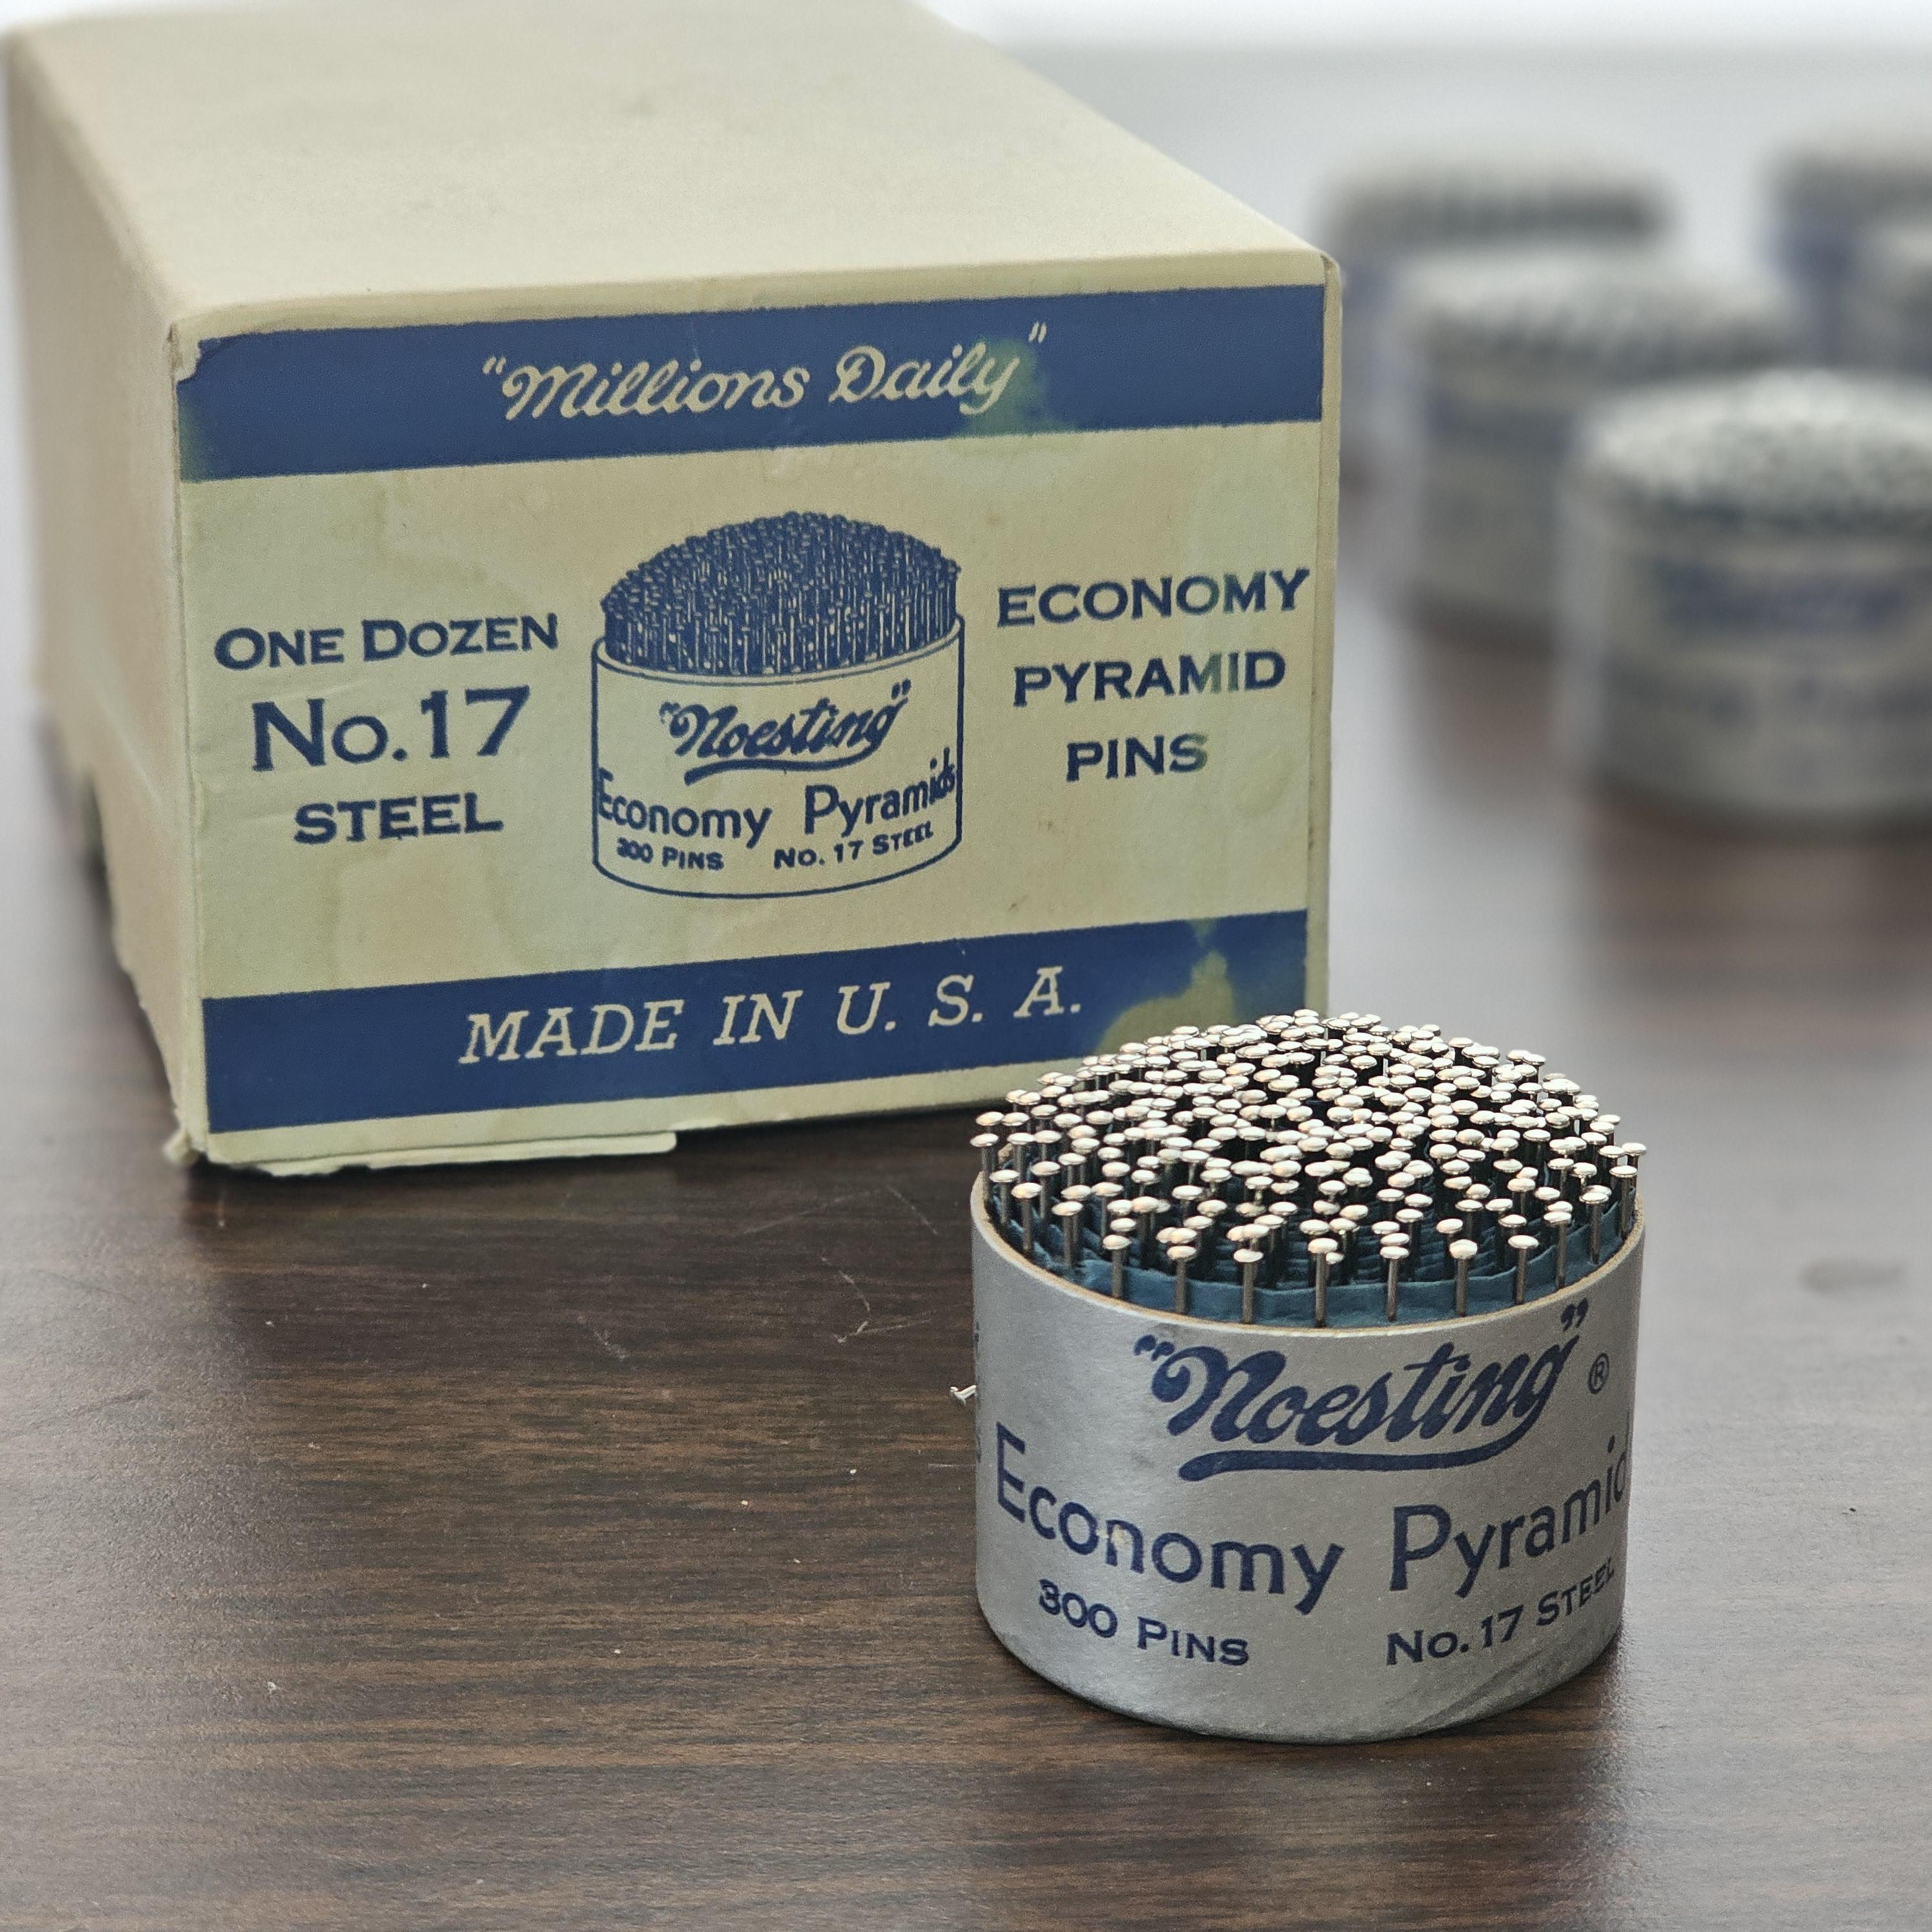 "Millions Daily"
ONE DOZEN
No. 17
STEEL
"Noesting"
Economy Pyramids
300 PINS No. 17 STEEL
ECONOMY
PYRAMID
PINS
MADE IN U. S. A.
"Noesting" ®
Economy Pyramid
300 PINS No. 17 STEEL